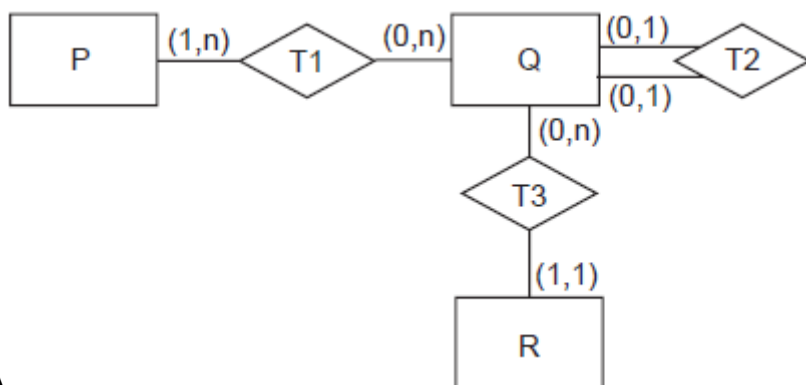 P (1,n) T1 (0,n) Q (0,1) T2
(0,1)
(0,n)
T3
(1,1)
R